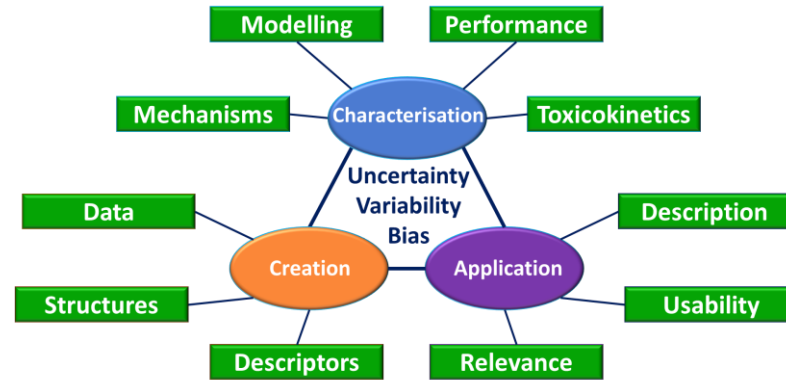 Modelling
Performance
Mechanisms
Characterisation
Toxicokinetics
Uncertainty
Variability
Bias
Data
Description
Creation
Application
Structures
Usability
Descriptors
Relevance